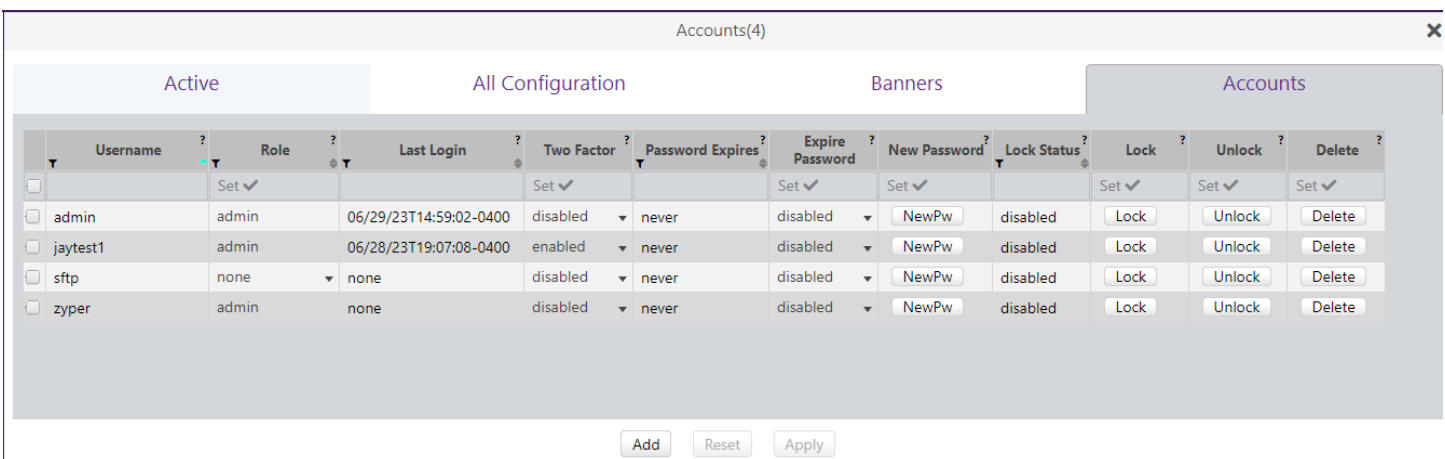 Accounts(4)
Active All Configuration Banners Accounts
Username ? Role ? Last Login ? Two Factor ? Password Expires ? Expire Password ? New Password ? Lock Status ? Lock ? Unlock ? Delete ?
Set Set Set Set Set Set Set
admin admin 06/29/23T14:59:02-0400 disabled never disabled NewPw disabled Lock Unlock Delete
jaytest1 admin 06/28/23T19:07:08-0400 enabled never disabled NewPw disabled Lock Unlock Delete
sftp none none disabled never disabled NewPw disabled Lock Unlock Delete
zyper admin none disabled never disabled NewPw disabled Lock Unlock Delete
Add Reset Apply